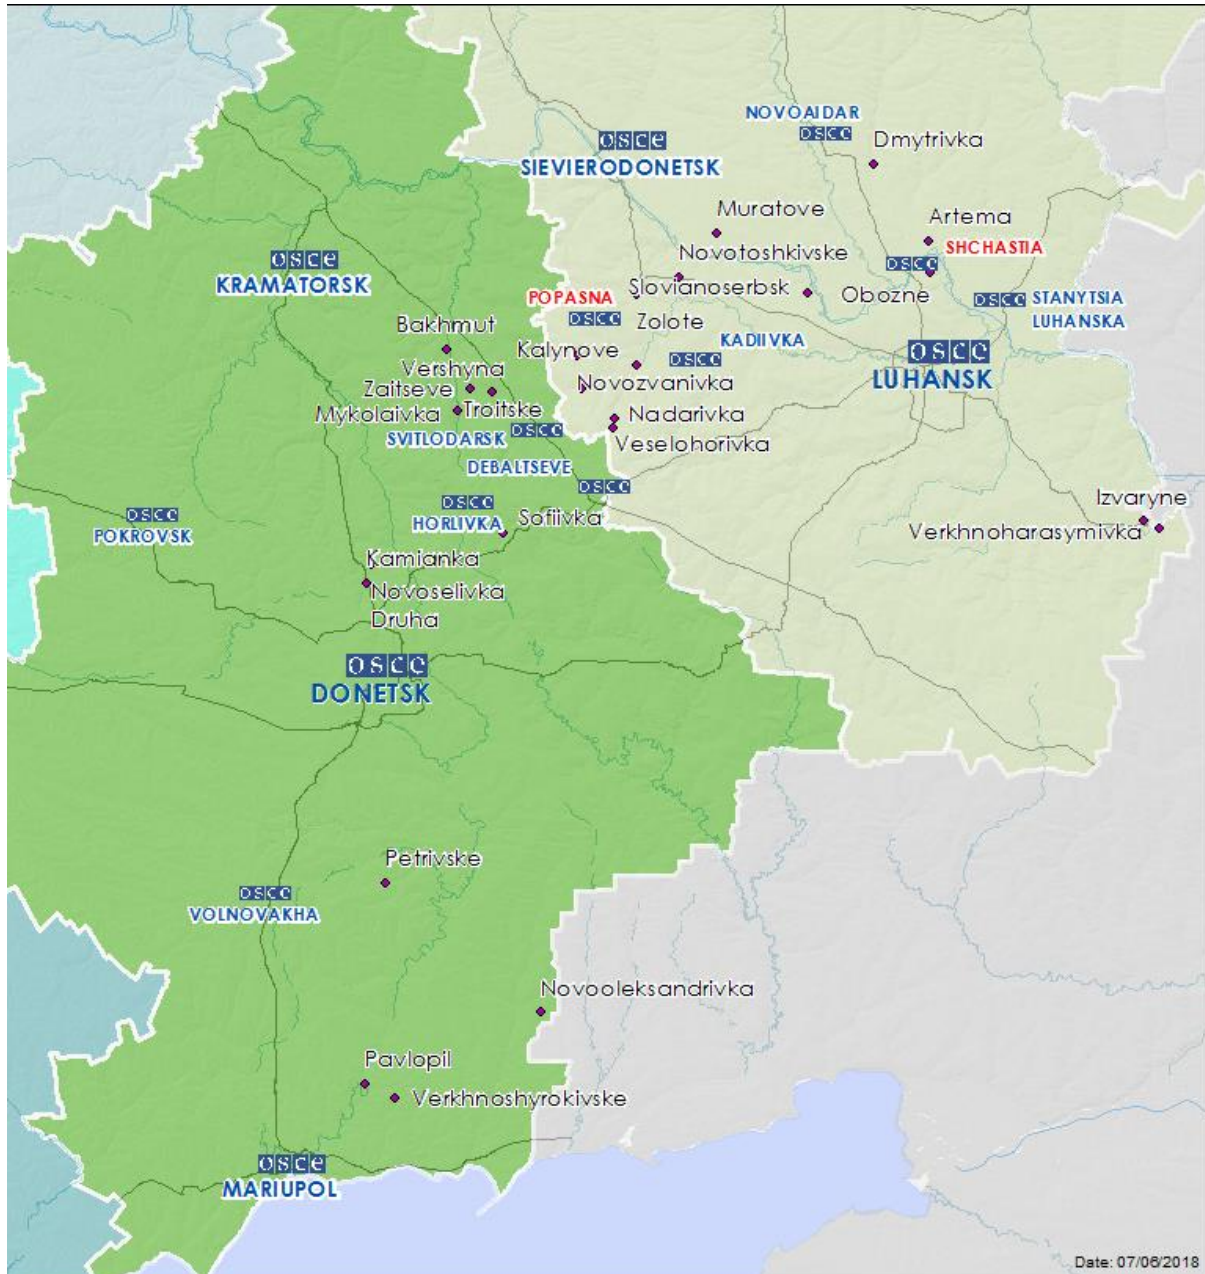 NOVOAIDAR
osce
Dmytrivka
osce
SIEVIERODONETSK
Muratove
Artema
SHCHASTIA
osce
KRAMATORSK
Novotoshkivske
osce
Slovianoserbsk
Obozne
osce
STANYTSIA
LUHANSKA
POPASNA
osce
Zolote
Bakhmut
Kalynove
osce
KADIIVKA
osce
LUHANSK
Vershyna
Zaitseve
Novozvanivka
Mykolaivka
Troitske
Nadarivka
SVITLODARSK
osce
Veselohorivka
DEBALTSEVE
osce
osce
HORLIVKA
Sofiivka
osce
POKROVSK
Izvaryne
Verkhnoharasymivka
Kamianka
Novoselivka
Druha
osce
DONETSK
Petrivske
osce
VOLNOVAKHA
Novooleksandrivka
Pavlopil
Verkhnoshyrokivske
osce
MARIUPOL
Date: 07/06/2018